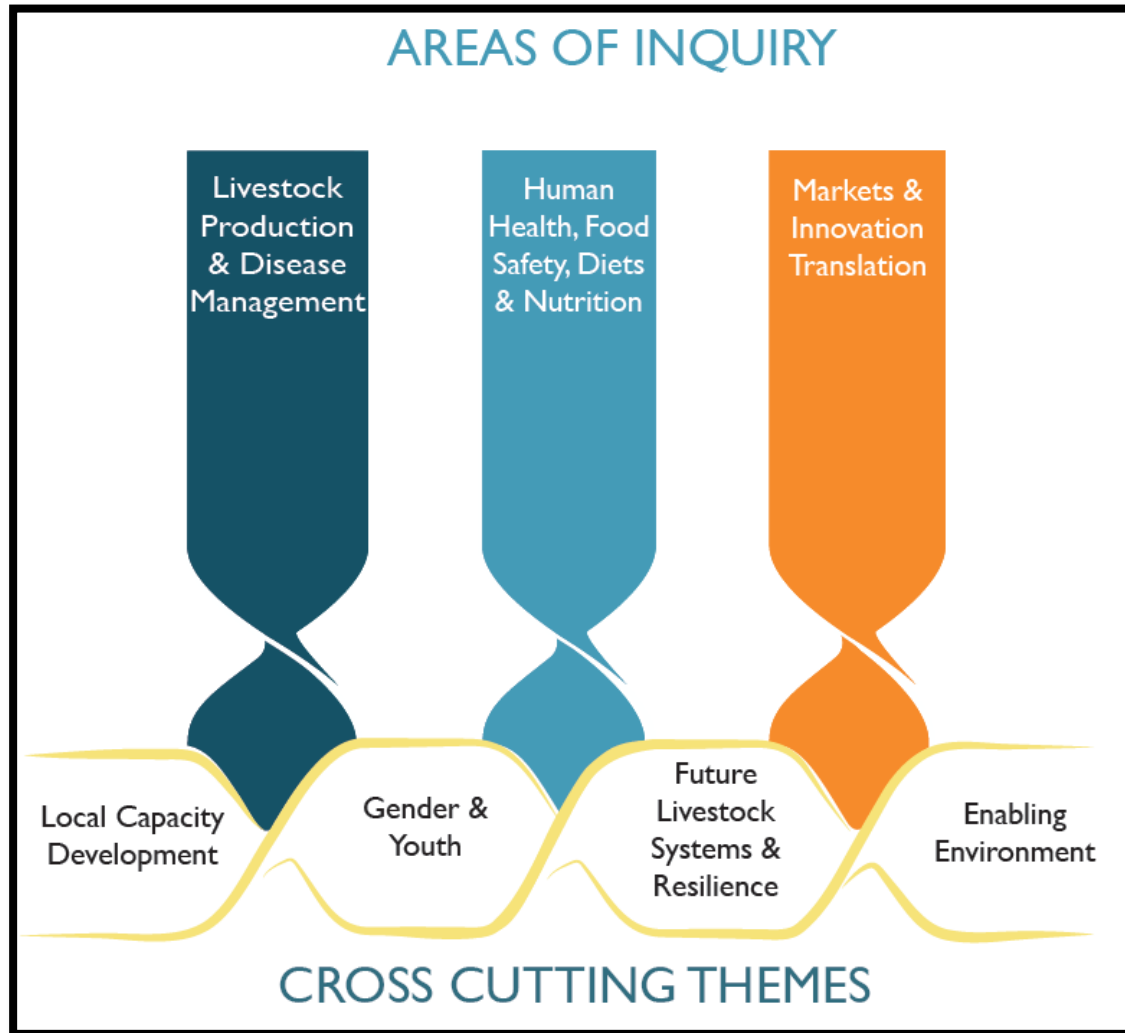 AREAS OF INQUIRY
Livestock
Production
& Disease
Management
Human
Health, Food
Safety, Diets
& Nutrition
Markets &
Innovation
Translation
Local Capacity
Development
Gender &
Youth
Future
Livestock
Systems &
Resilience
Enabling
Environment
CROSS CUTTING THEMES